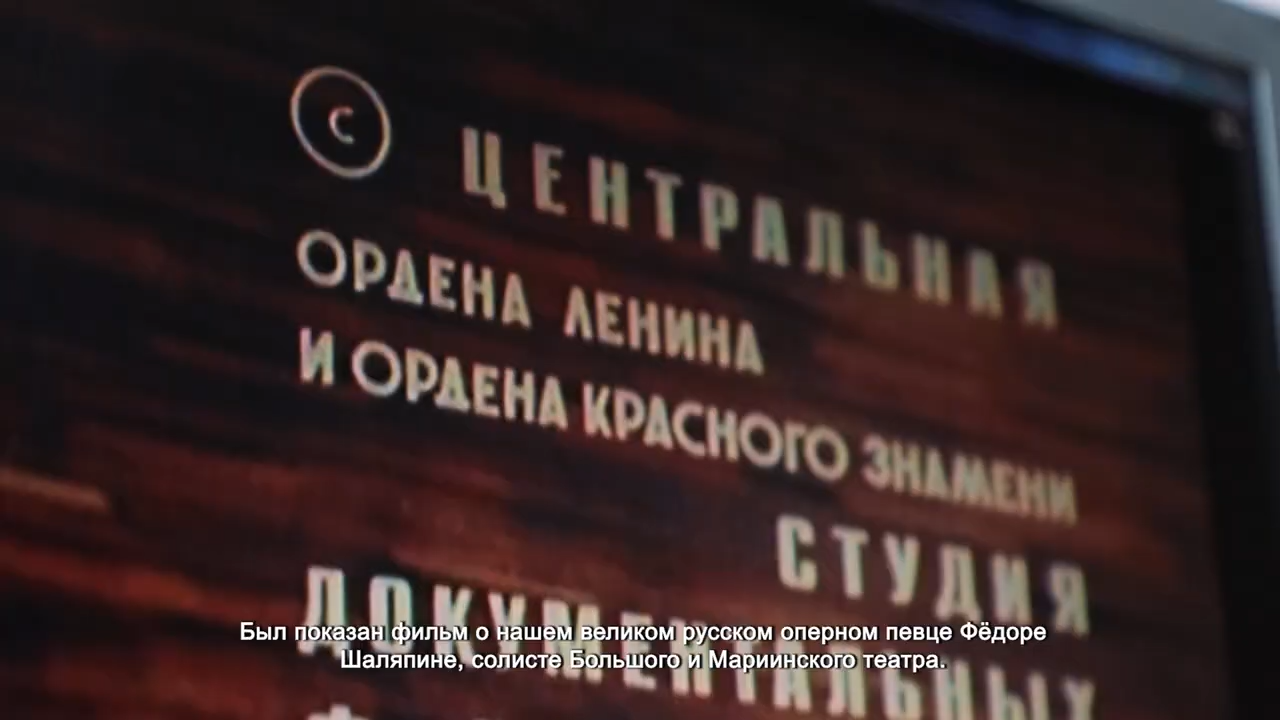 С ЦЕНТРАЛЬНАЯ
ОРДЕНА ЛЕНИНА
И ОРДЕНА КРАСНОГО ЗНАМЕНИ
СТУДИЯ
ДОКУМЕНТАЛЬНЫХ
Был показан фильм о нашем великом русском оперном певце Фёдоре
Шаляпине, солисте Большого и Мариинского театра.